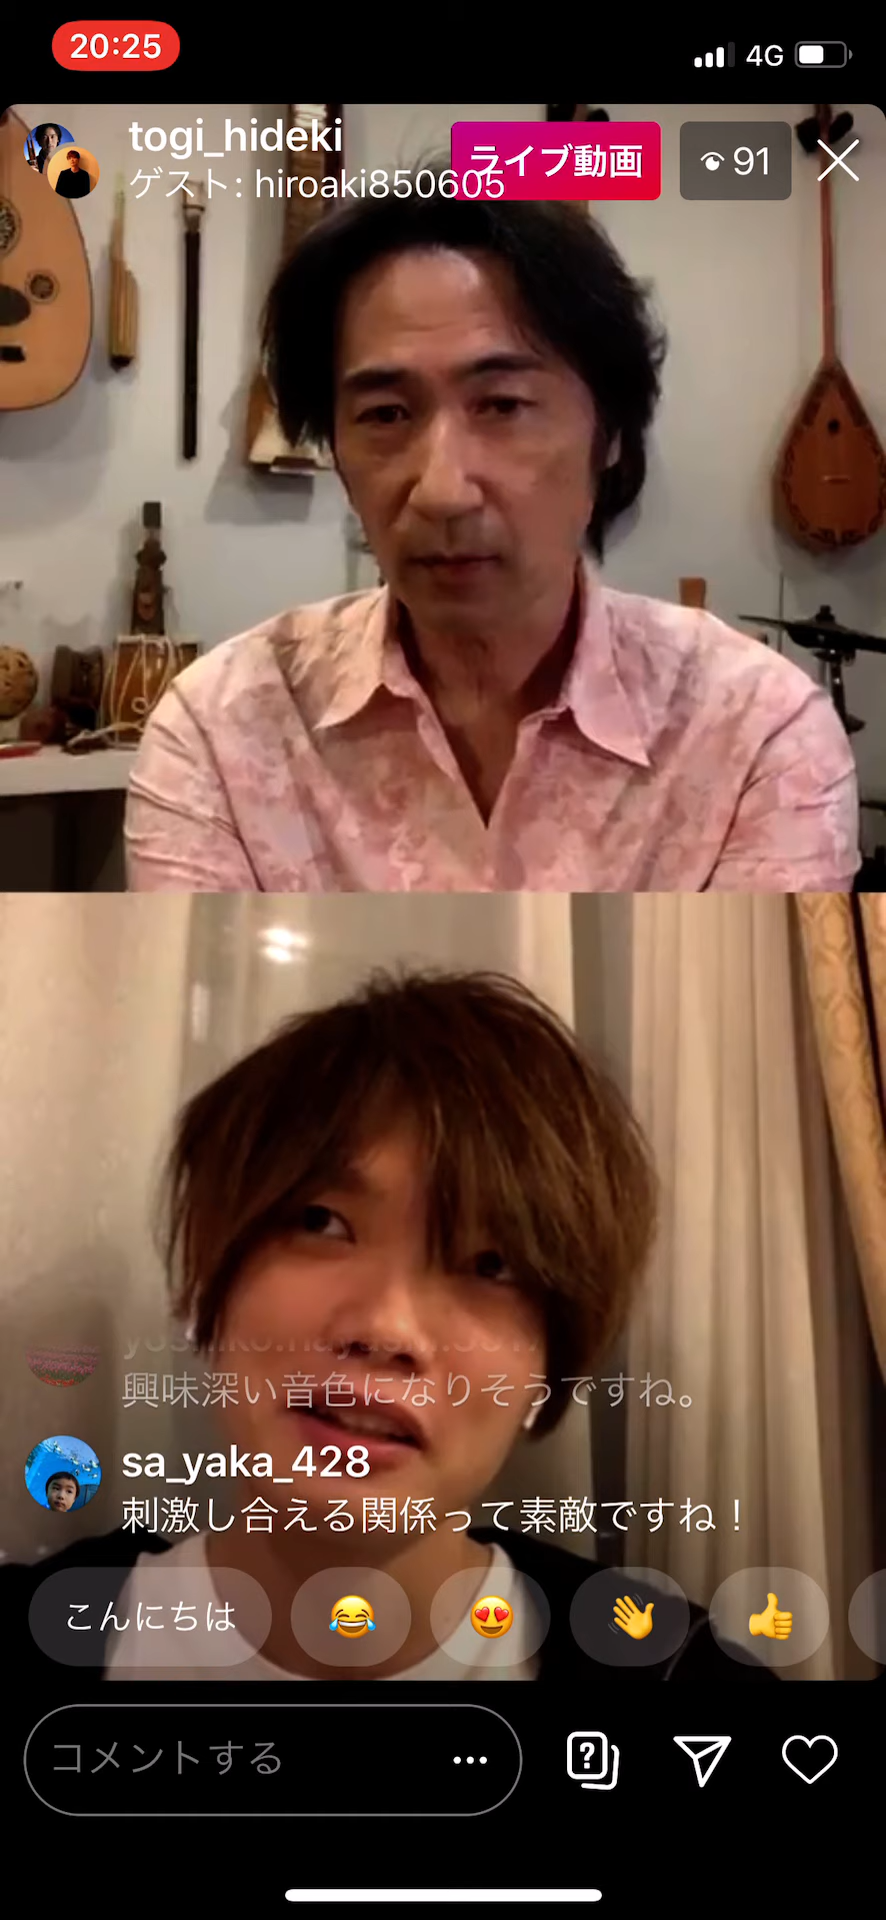 20:25
4G
togi_hideki
ライブ動画
91
ゲスト: hiroaki850605
興味深い音色になりそうですね。
sa_yaka_428
刺激し合える関係って素敵ですね！
こんにちは
コメントする